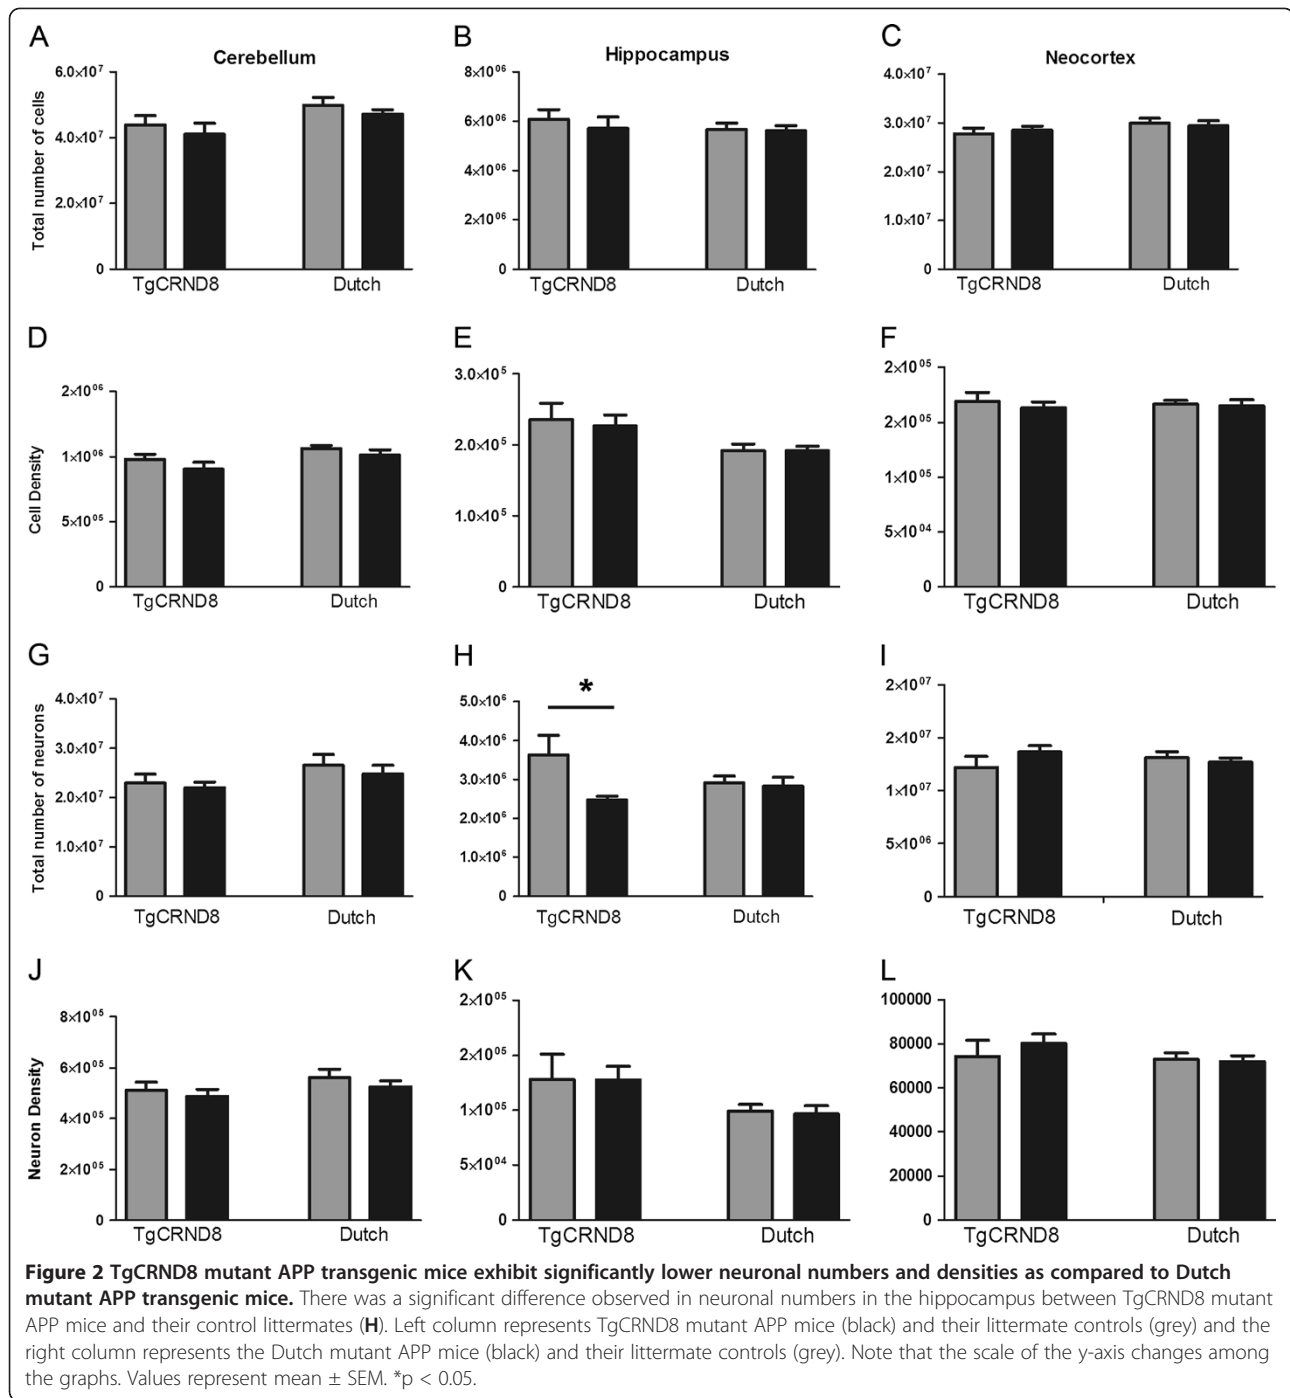 A
Cerebellum
Total number of cells
6.0×10⁷
4.0×10⁷
2.0×10⁷
0
TgCRND8 Dutch
B
Hippocampus
8×10⁰⁶
6×10⁰⁶
4×10⁰⁶
2×10⁰⁶
0
TgCRND8 Dutch
C
Neocortex
4.0×10⁷
3.0×10⁷
2.0×10⁷
1.0×10⁷
0
TgCRND8 Dutch
D
Cell Density
2×10⁰⁶
1×10⁰⁶
5×10⁰⁵
0
TgCRND8 Dutch
E
3.0×10⁵
2.0×10⁵
1.0×10⁵
0
TgCRND8 Dutch
F
2×10⁰⁵
2×10⁰⁵
1×10⁰⁵
5×10⁰⁴
0
TgCRND8 Dutch
G
Total number of neurons
4.0×10⁷
3.0×10⁷
2.0×10⁷
1.0×10⁷
0
TgCRND8 Dutch
H
*
5.0×10⁶
4.0×10⁶
3.0×10⁶
2.0×10⁶
1.0×10⁶
0
TgCRND8 Dutch
I
2×10⁰⁷
2×10⁰⁷
1×10⁰⁷
5×10⁰⁶
0
TgCRND8 Dutch
J
Neuron Density
8×10⁰⁵
6×10⁰⁵
4×10⁰⁵
2×10⁰⁵
0
TgCRND8 Dutch
K
2×10⁰⁵
2×10⁰⁵
1×10⁰⁵
5×10⁰⁴
0
TgCRND8 Dutch
L
100000
80000
60000
40000
20000
0
TgCRND8 Dutch
Figure 2 TgCRND8 mutant APP transgenic mice exhibit significantly lower neuronal numbers and densities as compared to Dutch
mutant APP transgenic mice. There was a significant difference observed in neuronal numbers in the hippocampus between TgCRND8 mutant
APP mice and their control littermates (H). Left column represents TgCRND8 mutant APP mice (black) and their littermate controls (grey) and the
right column represents the Dutch mutant APP mice (black) and their littermate controls (grey). Note that the scale of the y-axis changes among
the graphs. Values represent mean ± SEM. *p < 0.05.